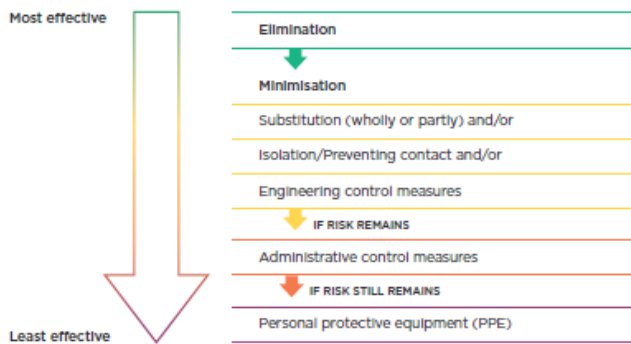 Most effective
Elimination
Minimisation
Substitution (wholly or partly) and/or
Isolation/Preventing contact and/or
Engineering control measures
IF RISK REMAINS
Administrative control measures
IF RISK STILL REMAINS
Personal protective equipment (PPE)
Least effective